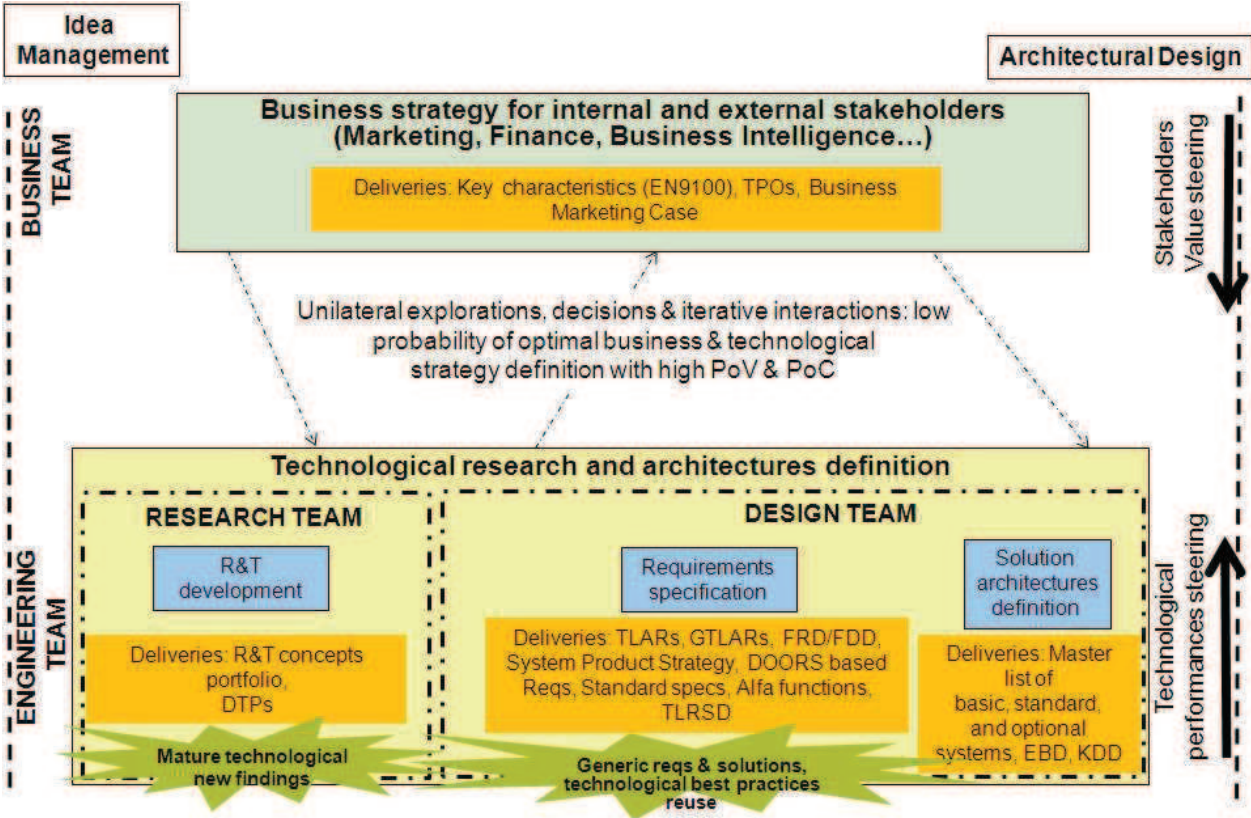 Idea
Management
Architectural Design
BUSINESS
TEAM
Business strategy for internal and external stakeholders
(Marketing, Finance, Business Intelligence…)
Deliveries: Key characteristics (EN9100), TPOs, Business
Marketing Case
Stakeholders
Value steering
Unilateral explorations, decisions & iterative interactions: low
probability of optimal business & technological
strategy definition with high PoV & PoC
ENGINEERING
TEAM
Technological research and architectures definition
RESEARCH TEAM
R&T
development
Deliveries: R&T concepts
portfolio,
DTPs
Mature technological
new findings
DESIGN TEAM
Requirements
specification
Deliveries: TLARs, GTLARs, FRD/FDD,
System Product Strategy, DOORS based
Reqs, Standard specs, Alfa functions,
TLRSD
Generic reqs & solutions,
technological best practices
reuse
Solution
architectures
definition
Deliveries: Master
list of
basic, standard,
and optional
systems, EBD, KDD
Technological
performances steering